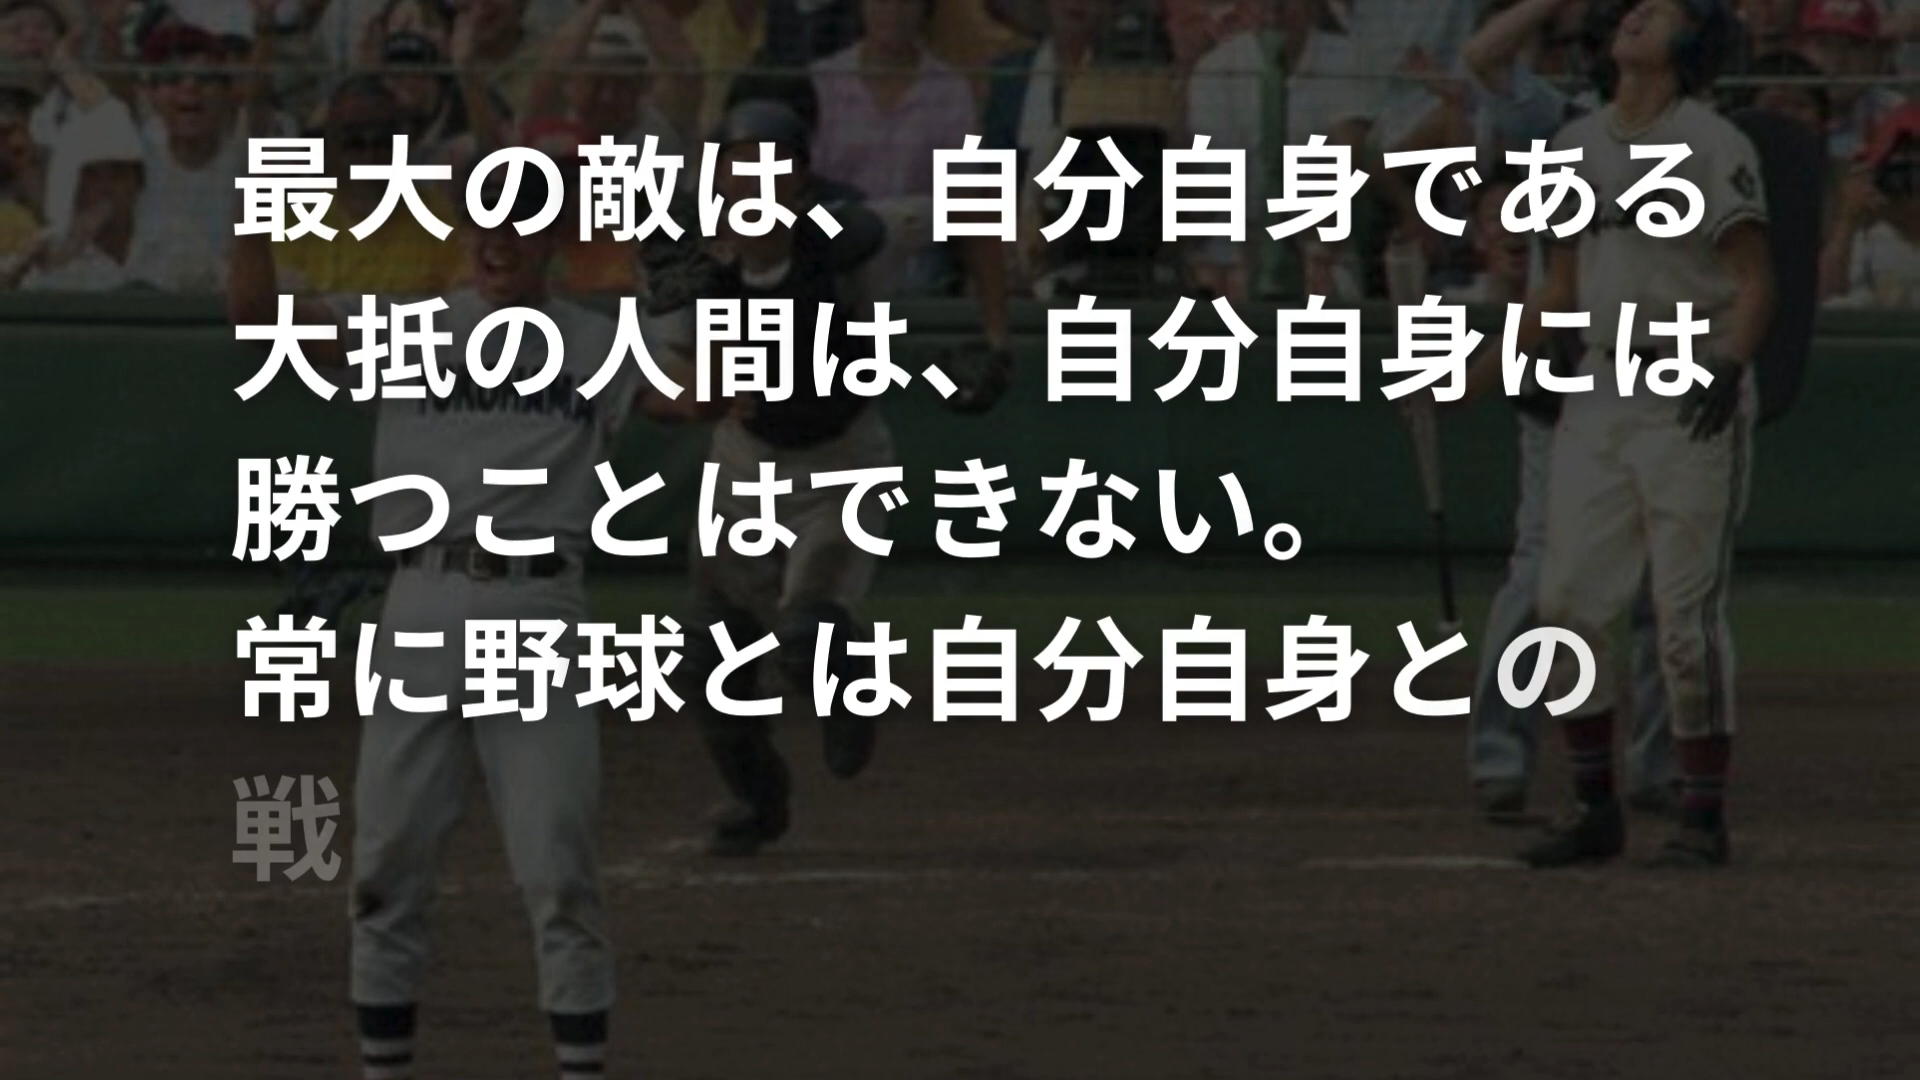 最大の敵は、自分自身である
大抵の人間は、自分自身には
勝つことはできない。
常に野球とは自分自身との
戦
YOKOHAMA